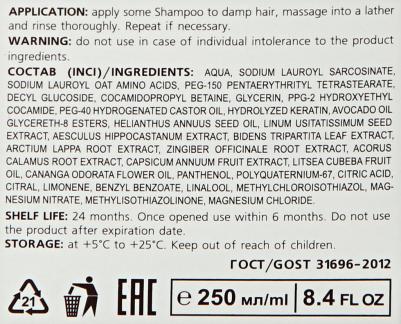 APPLICATION: apply some Shampoo to damp hair, massage into a lather
and rinse thoroughly. Repeat if necessary.
WARNING: do not use in case of individual intolerance to the product
ingredients.
СОСТАВ (INCI)/INGREDIENTS: AQUA, SODIUM LAUROYL SARCOSINATE,
SODIUM LAUROYL OAT AMINO ACIDS, PEG-150 PENTAERYTHRITYL TETRASTEARATE,
DECYL GLUCOSIDE, COCAMIDOPROPYL BETAINE, GLYCERIN, PPG-2 HYDROXYETHYL
COCAMIDE, PEG-40 HYDROGENATED CASTOR OIL, HYDROLYZED KERATIN, AVOCADO OIL
GLYCERETH-8 ESTERS, HELIANTHUS ANNUUS SEED OIL, LINUM USITATISSIMUM SEED
EXTRACT, AESCULUS HIPPOCASTANUM EXTRACT, BIDENS TRIPARTITA LEAF EXTRACT,
ARCTIUM LAPPA ROOT EXTRACT, ZINGIBER OFFICINALE ROOT EXTRACT, ACORUS
CALAMUS ROOT EXTRACT, CAPSICUM ANNUUM FRUIT EXTRACT, LITSEA CUBEBA FRUIT
OIL, CANANGA ODORATA FLOWER OIL, PANTHENOL, POLYQUATERNIUM-67, CITRIC ACID,
CITRAL, LIMONENE, BENZYL BENZOATE, LINALOOL, METHYLCHLOROISOTHIAZOL, MAG-
NESIUM NITRATE, METHYLISOTHIAZOLINONE, MAGNESIUM CHLORIDE.
SHELF LIFE: 24 months. Once opened use within 6 months. Do not use
the product after expiration date.
STORAGE: at +5°C to +25°C. Keep out of reach of children.
ГОСТ/GOST 31696-2012
21 EAC e 250 мл/ml 8.4 FL OZ